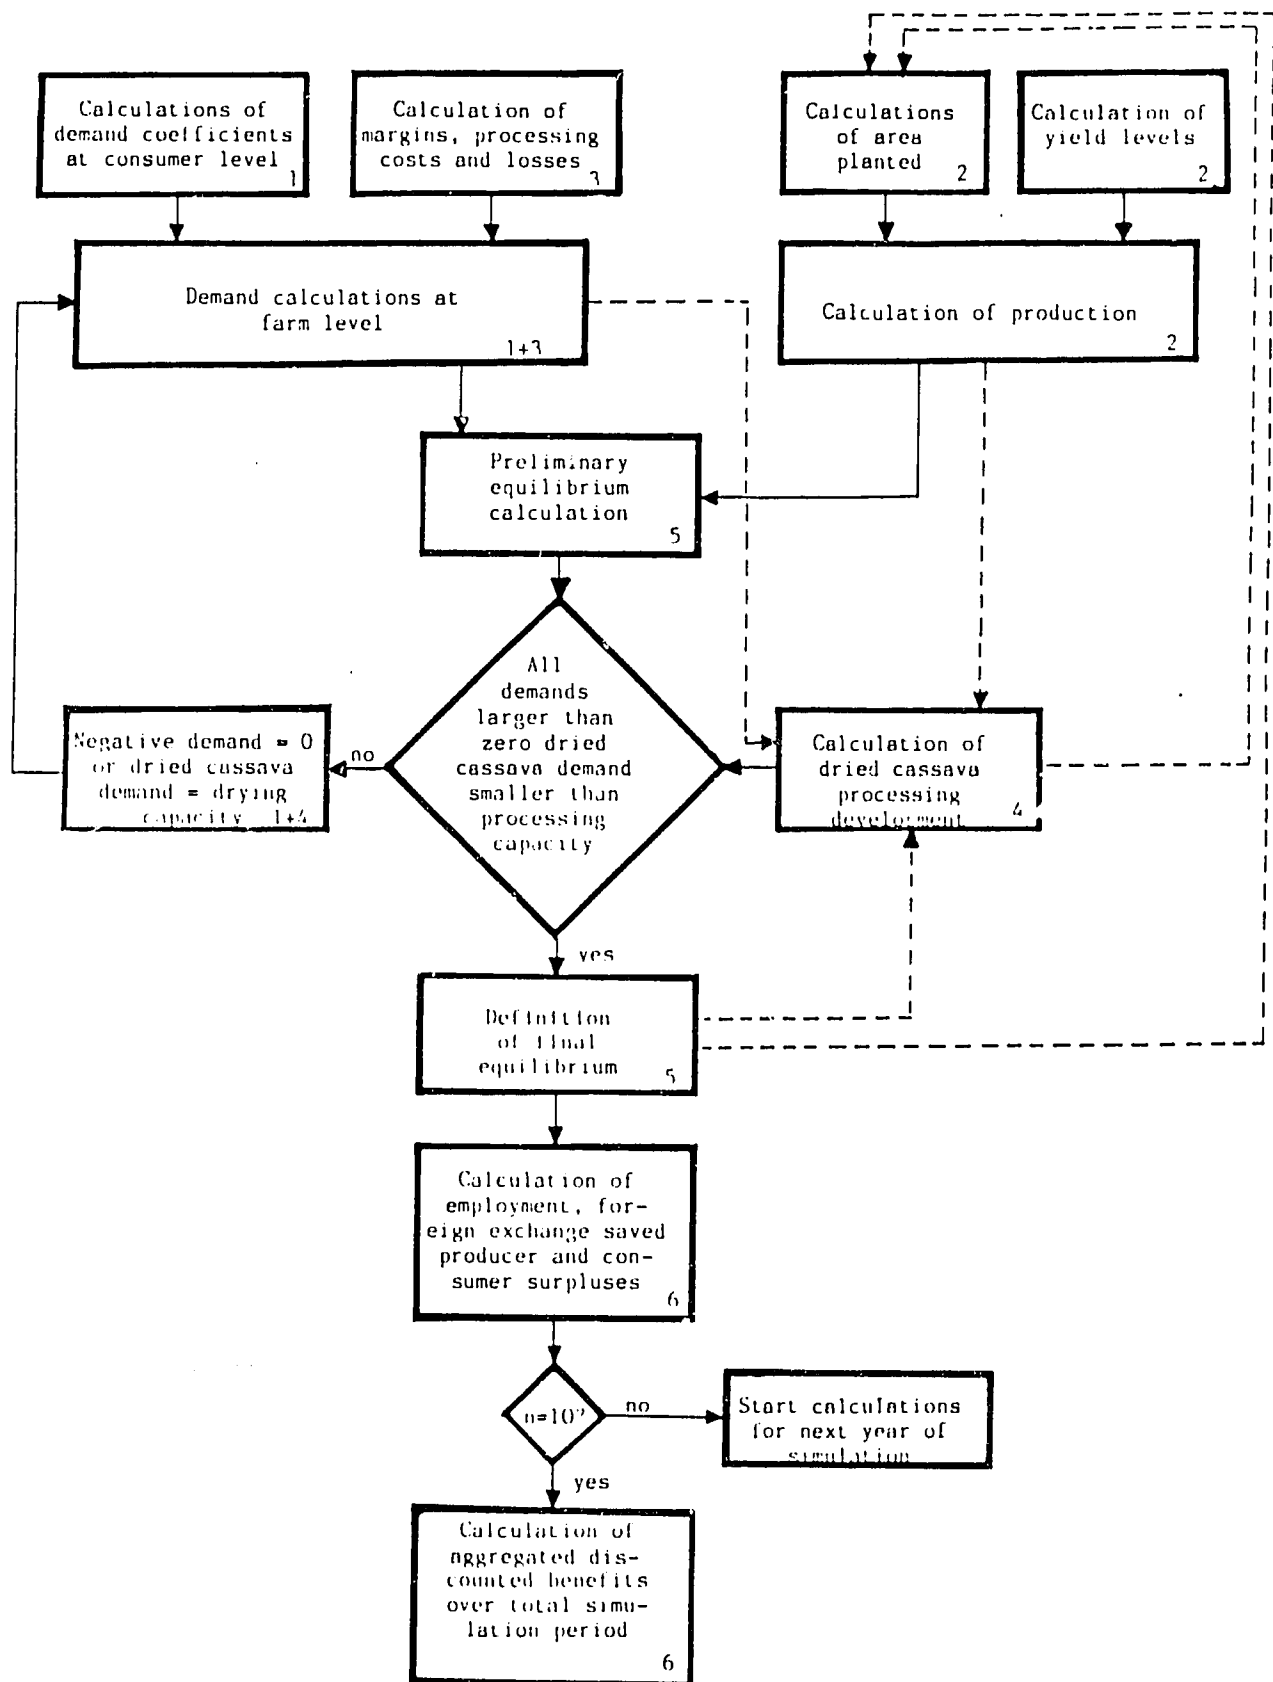 Calculations of
demand coefficients
at consumer level
1
Calculation of
margins, processing
costs and losses
3
Calculations
of area
planted
2
Calculation of
yield levels
2
Demand calculations at
farm level
1+3
Calculation of production
2
Preliminary
equilibrium
calculation
5
All
demands
larger than
zero dried
cassava demand
smaller than
processing
capacity
no
Negative demand = 0
or dried cassava
demand = drying
capacity 1+4
Calculation of
dried cassava
processing
development
4
yes
Definition
of final
equilibrium
5
Calculation of
employment, for-
eign exchange saved
producer and con-
sumer surpluses
6
n=10?
no
Start calculations
for next year of
simulation
yes
Calculation of
aggregated dis-
counted benefits
over total simu-
lation period
6